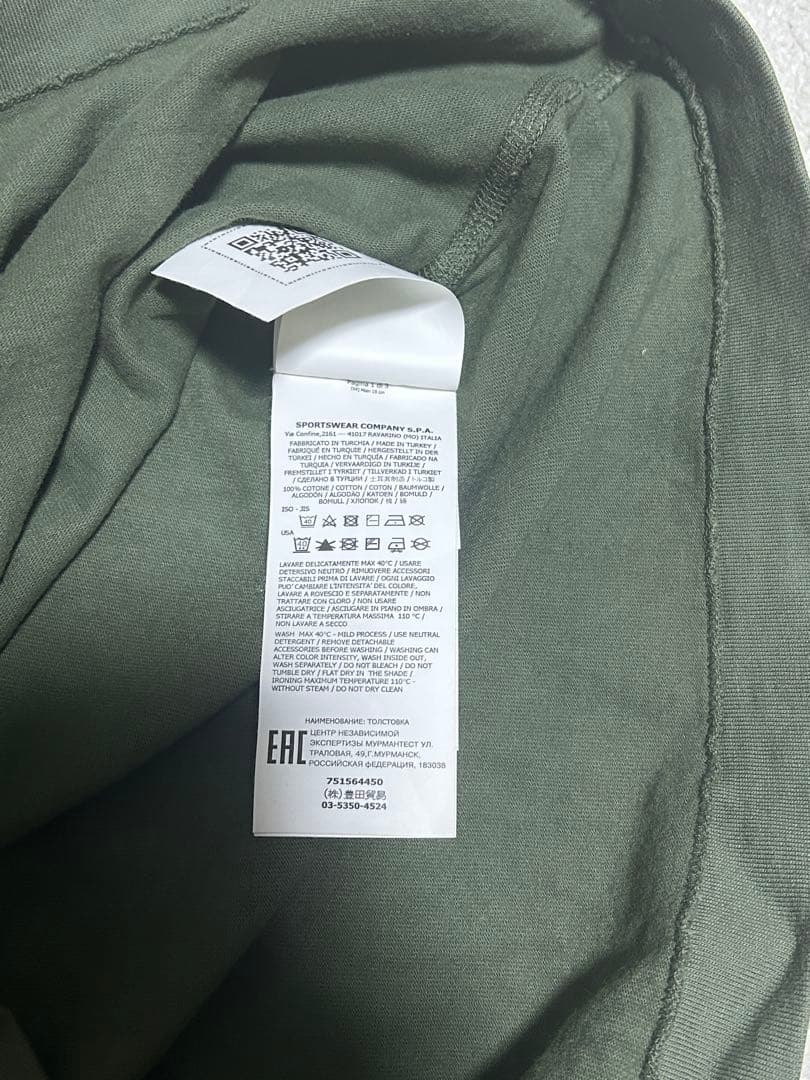 Pagina 1 di 9
SPORTSWEAR COMPANY S.P.A.
Via Confine,2161 — 41017 RAVARINO (MO) ITALIA
FABBRICATO IN TURCHIA / MADE IN TURKEY /
FABRIQUÉ EN TURQUIE / HERGESTELLT IN DER
TÜRKEI / HECHO EN TURQUÍA / FABRICADO NA
TURQUIA / VERVAARDIGD IN TURKIJE /
FREMSTILLET I TYRKIET / TILLVERKAD I TURKIET
/ СДЕЛАНО В ТУРЦИИ / 土耳其制造 / トルコ製
100% COTONE / COTTON / COTON / BAUMWOLLE /
ALGODÓN / ALGODÃO / KATOEN / BOMULD /
BOMULL / ХЛОПОК / 棉 / 綿
ISO - JIS
40
USA
40
LAVARE DELICATAMENTE MAX 40°C / USARE
DETERSIVO NEUTRO / RIMUOVERE ACCESSORI
STACCABILI PRIMA DI LAVARE / OGNI LAVAGGIO
PUO' CAMBIARE L'INTENSITA' DEL COLORE,
LAVARE A ROVESCIO E SEPARATAMENTE / NON
TRATTARE CON CLORO / NON USARE
ASCIUGATRICE / ASCIUGARE IN PIANO IN OMBRA /
STIRARE A TEMPERATURA MASSIMA 110 °C /
NON LAVARE A SECCO
WASH MAX 40°C - MILD PROCESS / USE NEUTRAL
DETERGENT / REMOVE DETACHABLE
ACCESSORIES BEFORE WASHING / WASHING CAN
ALTER COLOR INTENSITY, WASH INSIDE OUT,
WASH SEPARATELY / DO NOT BLEACH / DO NOT
TUMBLE DRY / FLAT DRY IN THE SHADE /
IRONING MAXIMUM TEMPERATURE 110°C -
WITHOUT STEAM / DO NOT DRY CLEAN
НАИМЕНОВАНИЕ: ТОЛСТОВКА
EAC
ЦЕНТР НЕЗАВИСИМОЙ
ЭКСПЕРТИЗЫ МУРМАНТЕСТ УЛ.
ТРАЛОВАЯ, 49,Г.МУРМАНСК,
РОССИЙСКАЯ ФЕДЕРАЦИЯ, 183038
751564450
(株)豊田貿易
03-5350-4524